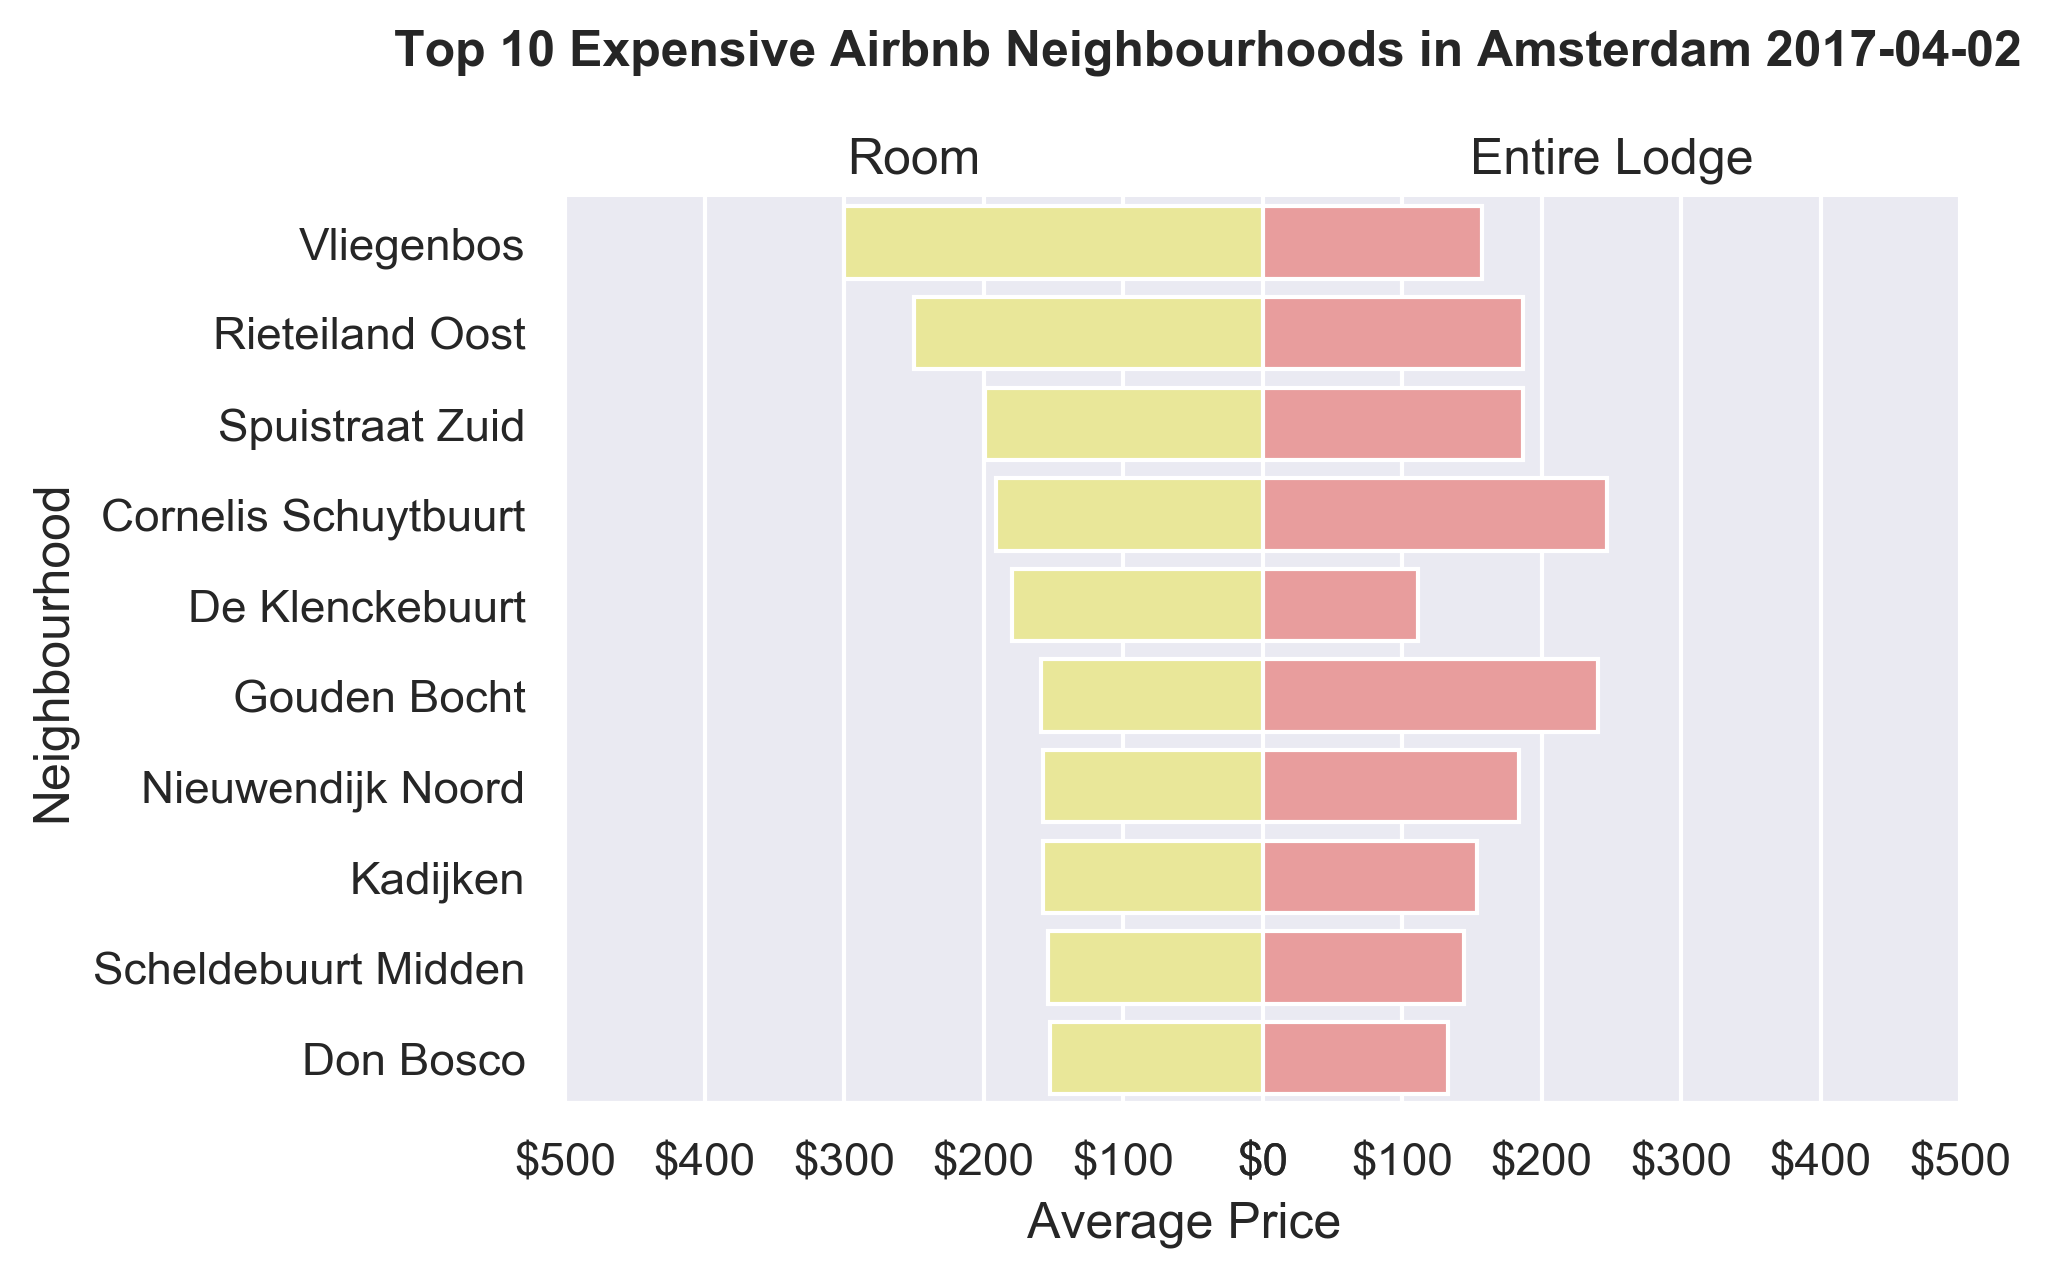 Top 10 Expensive Airbnb Neighbourhoods in Amsterdam 2017-04-02
Room
Entire Lodge
Neighbourhood
Vliegenbos
Rieteiland Oost
Spuistraat Zuid
Cornelis Schuytbuurt
De Klenckebuurt
Gouden Bocht
Nieuwendijk Noord
Kadijken
Scheldebuurt Midden
Don Bosco
$500 $400 $300 $200 $100 $0 $100 $200 $300 $400 $500
Average Price